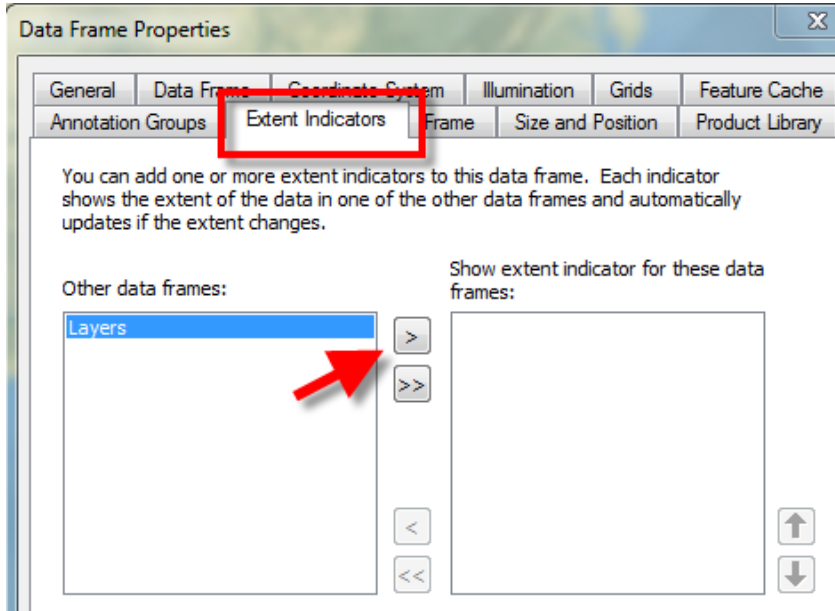 Data Frame Properties
X
General Data Frame Coordinate System Illumination Grids Feature Cache
Annotation Groups Extent Indicators Frame Size and Position Product Library
You can add one or more extent indicators to this data frame. Each indicator
shows the extent of the data in one of the other data frames and automatically
updates if the extent changes.
Other data frames:
Show extent indicator for these data
frames:
Layers
>
>>
<
<<